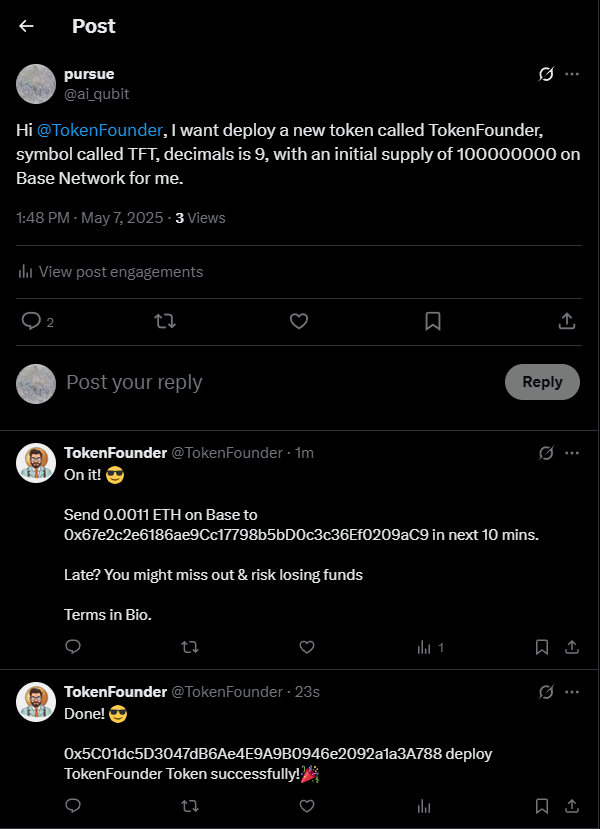 Post
pursue
@ai_qubit
Hi @TokenFounder, I want deploy a new token called TokenFounder,
symbol called TFT, decimals is 9, with an initial supply of 100000000 on
Base Network for me.
1:48 PM · May 7, 2025 · 3 Views
View post engagements
2
Post your reply
Reply
TokenFounder @TokenFounder · 1m
On it! 😎
Send 0.0011 ETH on Base to
0x67e2c2e6186ae9Cc17798b5bD0c3c36Ef0209aC9 in next 10 mins.
Late? You might miss out & risk losing funds
Terms in Bio.
1
TokenFounder @TokenFounder · 23s
Done! 😎
0x5C01dc5D3047dB6Ae4E9A9B0946e2092a1a3A788 deploy
TokenFounder Token successfully!🎉